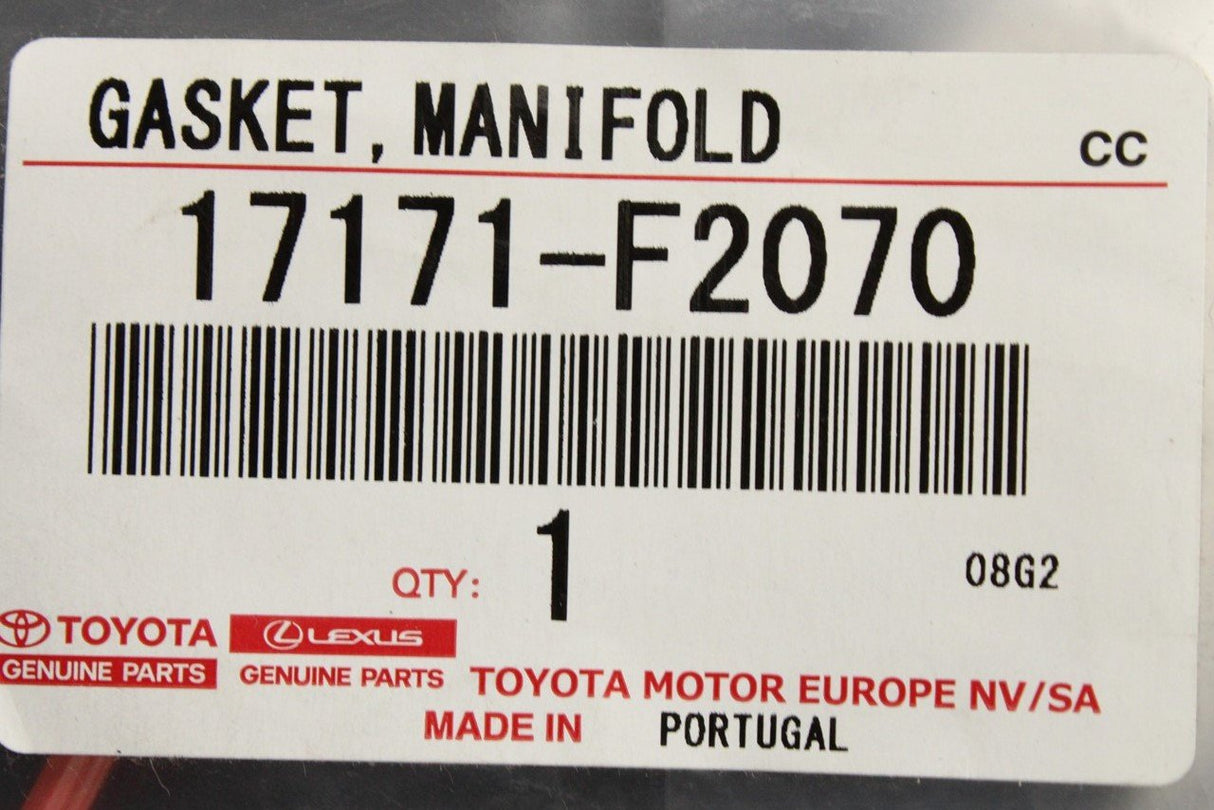 GASKET, MANIFOLD CC
17171-F2070
QTY: 1 08G2
TOYOTA LEXUS
GENUINE PARTS GENUINE PARTS TOYOTA MOTOR EUROPE NV/SA
MADE IN PORTUGAL